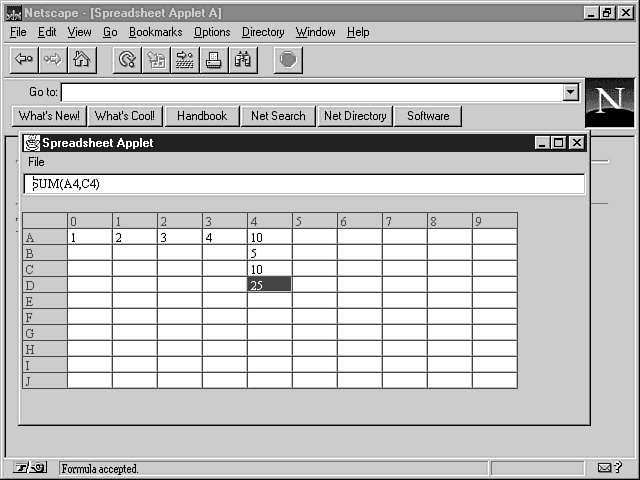 Netscape - [Spreadsheet Applet A]
File Edit View Go Bookmarks Options Directory Window Help
Go to:
N
What's New! What's Cool! Handbook Net Search Net Directory Software
Spreadsheet Applet
File
SUM(A4,C4)
0 1 2 3 4 5 6 7 8 9
A 1 2 3 4 10
B 5
C 10
D 25
E
F
G
H
I
J
Formula accepted.
?